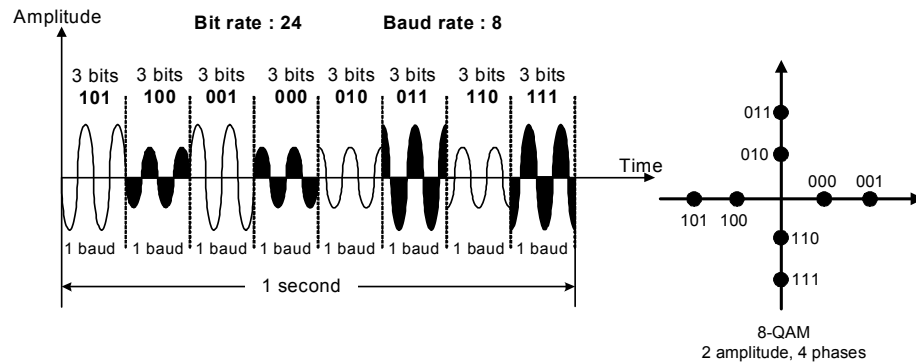 Amplitude
Bit rate : 24 Baud rate : 8
3 bits 3 bits 3 bits 3 bits 3 bits 3 bits 3 bits 3 bits
101 100 001 000 010 011 110 111
Time
1 baud 1 baud 1 baud 1 baud 1 baud 1 baud 1 baud 1 baud
1 second
011
010
000 001
101 100
110
111
8-QAM
2 amplitude, 4 phases